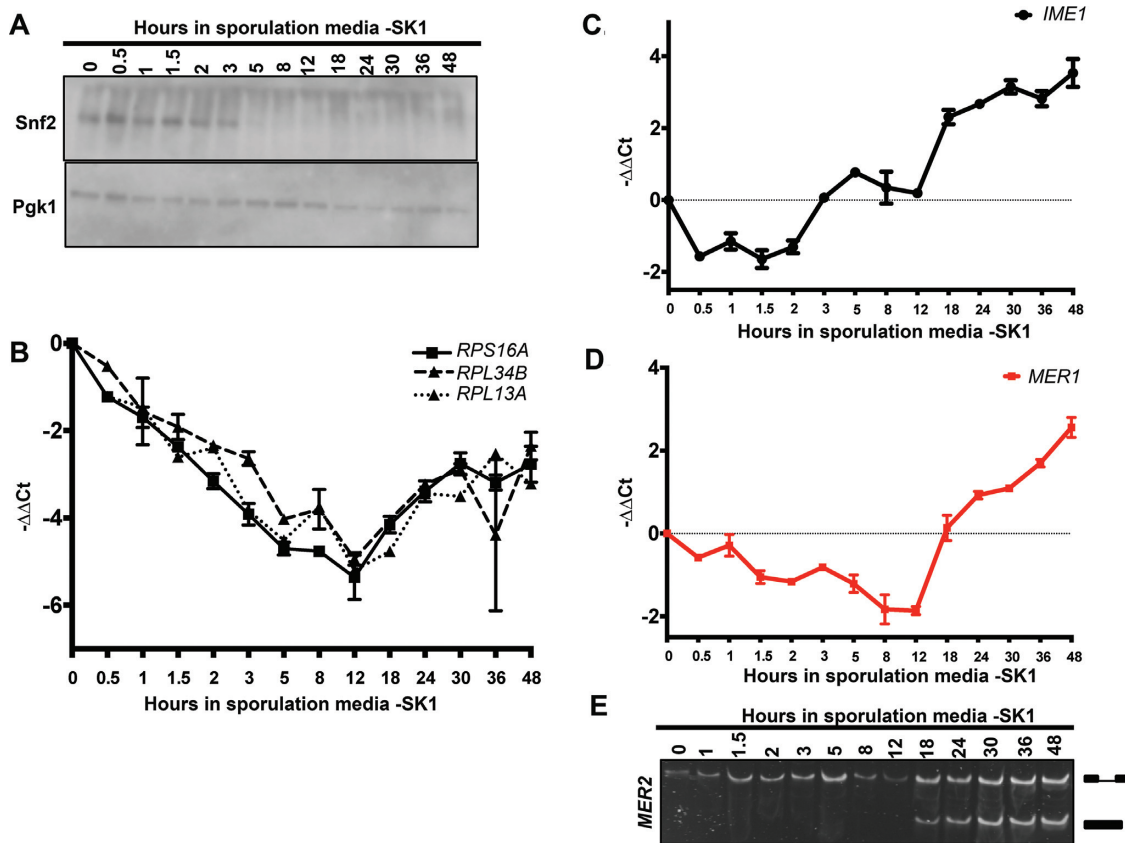 A
Hours in sporulation media -SK1
0 0.5 1 1.5 2 3 5 8 12 18 24 30 36 48
Snf2
Pgk1
B
RPS16A
RPL34B
RPL13A
0
-2
-4
-6
-ΔΔCt
0 0.5 1 1.5 2 3 5 8 12 18 24 30 36 48
Hours in sporulation media -SK1
C.
IME1
4
2
0
-2
-ΔΔCt
0 0.5 1 1.5 2 3 5 8 12 18 24 30 36 48
Hours in sporulation media -SK1
D
MER1
4
2
0
-2
-ΔΔCt
0 0.5 1 1.5 2 3 5 8 12 18 24 30 36 48
Hours in sporulation media -SK1
E
Hours in sporulation media -SK1
0 1 1.5 2 3 5 8 12 18 24 30 36 48
MER2